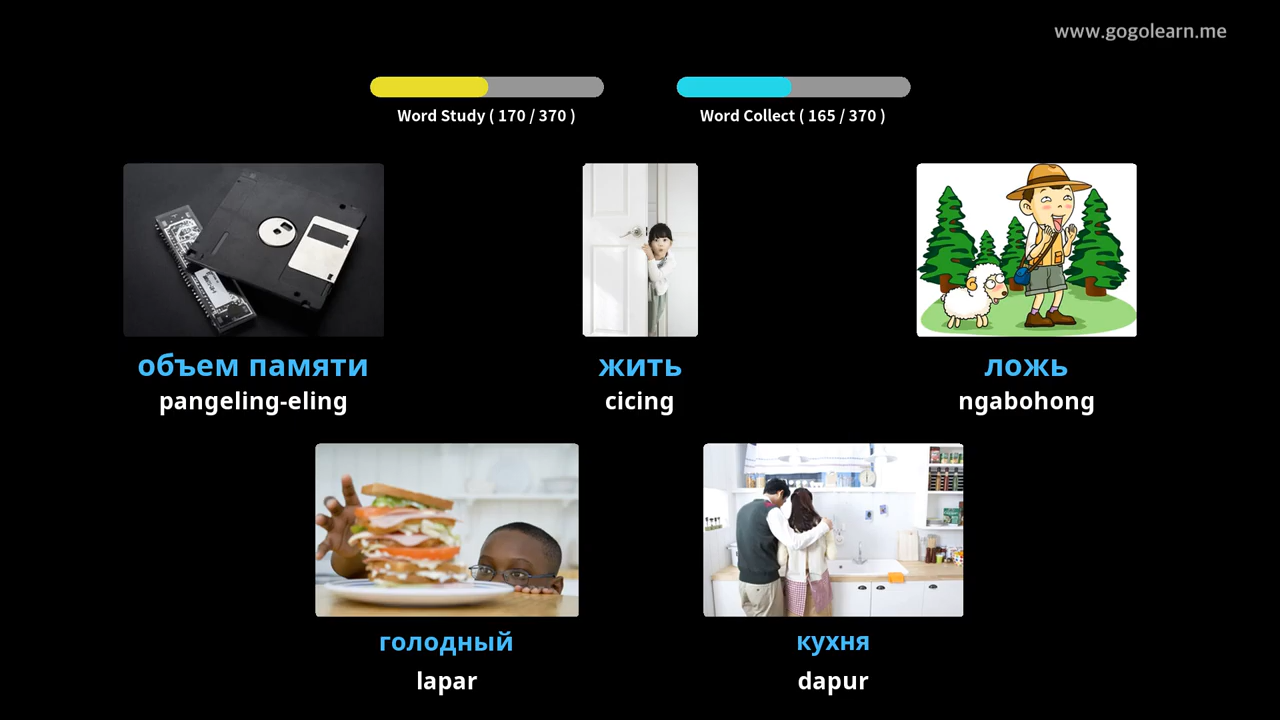 www.gogolearn.me
Word Study ( 170 / 370 )
Word Collect ( 165 / 370 )
объем памяти
pangeling-eling
жить
cicing
ложь
ngabohong
голодный
lapar
кухня
dapur